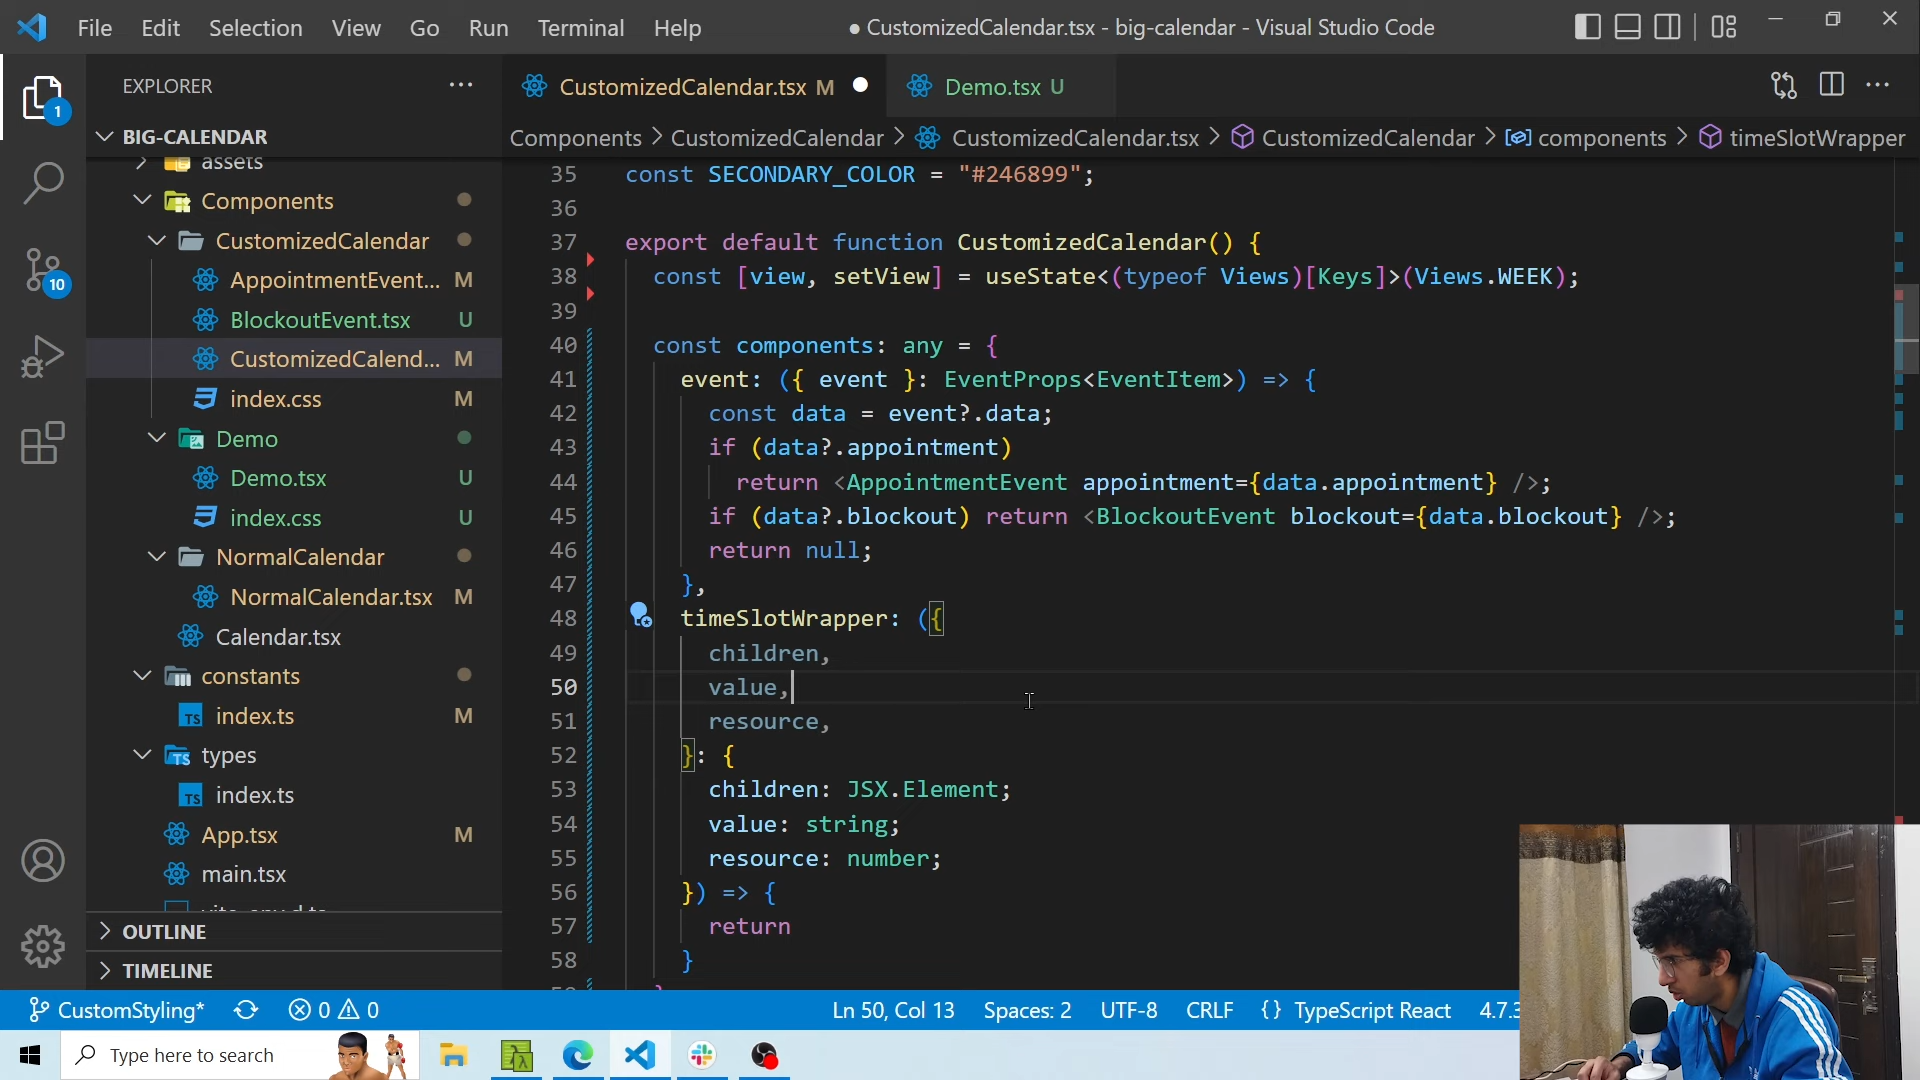 File Edit Selection View Go Run Terminal Help
● CustomizedCalendar.tsx - big-calendar - Visual Studio Code
EXPLORER
CustomizedCalendar.tsx M
Demo.tsx U
1
BIG-CALENDAR
Components > CustomizedCalendar > CustomizedCalendar.tsx > CustomizedCalendar > components > timeSlotWrapper
assets
Components
CustomizedCalendar
AppointmentEvent... M
BlockoutEvent.tsx U
CustomizedCalend... M
index.css M
Demo
Demo.tsx U
index.css U
NormalCalendar
NormalCalendar.tsx M
Calendar.tsx
constants
index.ts M
types
index.ts
App.tsx M
main.tsx
10
OUTLINE
TIMELINE
35 const SECONDARY_COLOR = "#246899";
36
37 export default function CustomizedCalendar() {
38 const [view, setView] = useState<(typeof Views)[Keys]>(Views.WEEK);
39
40 const components: any = {
41 event: ({ event }: EventProps<EventItem>) => {
42 const data = event?.data;
43 if (data?.appointment)
44 return <AppointmentEvent appointment={data.appointment} />;
45 if (data?.blockout) return <BlockoutEvent blockout={data.blockout} />;
46 return null;
47 },
48 timeSlotWrapper: ({
49 children,
50 value,
51 resource,
52 }: {
53 children: JSX.Element;
54 value: string;
55 resource: number;
56 }) => {
57 return
58 }
CustomStyling* 0 0 Ln 50, Col 13 Spaces: 2 UTF-8 CRLF {} TypeScript React 4.7.3
Type here to search